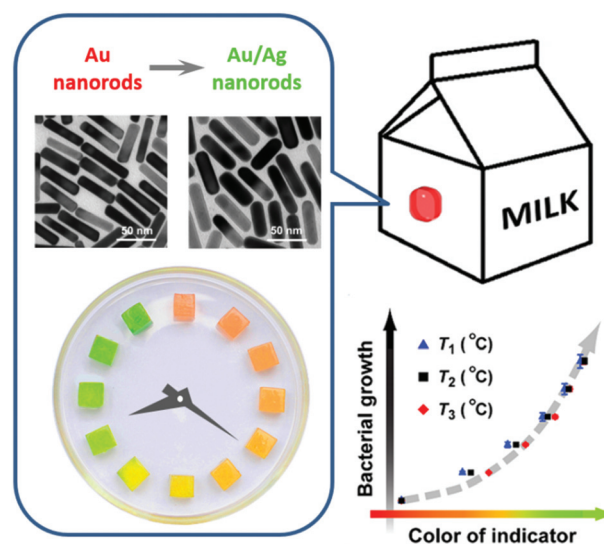 Au
nanorods
Au/Ag
nanorods
50 nm
50 nm
MILK
Bacterial growth
T1 (°C)
T2 (°C)
T3 (°C)
Color of indicator